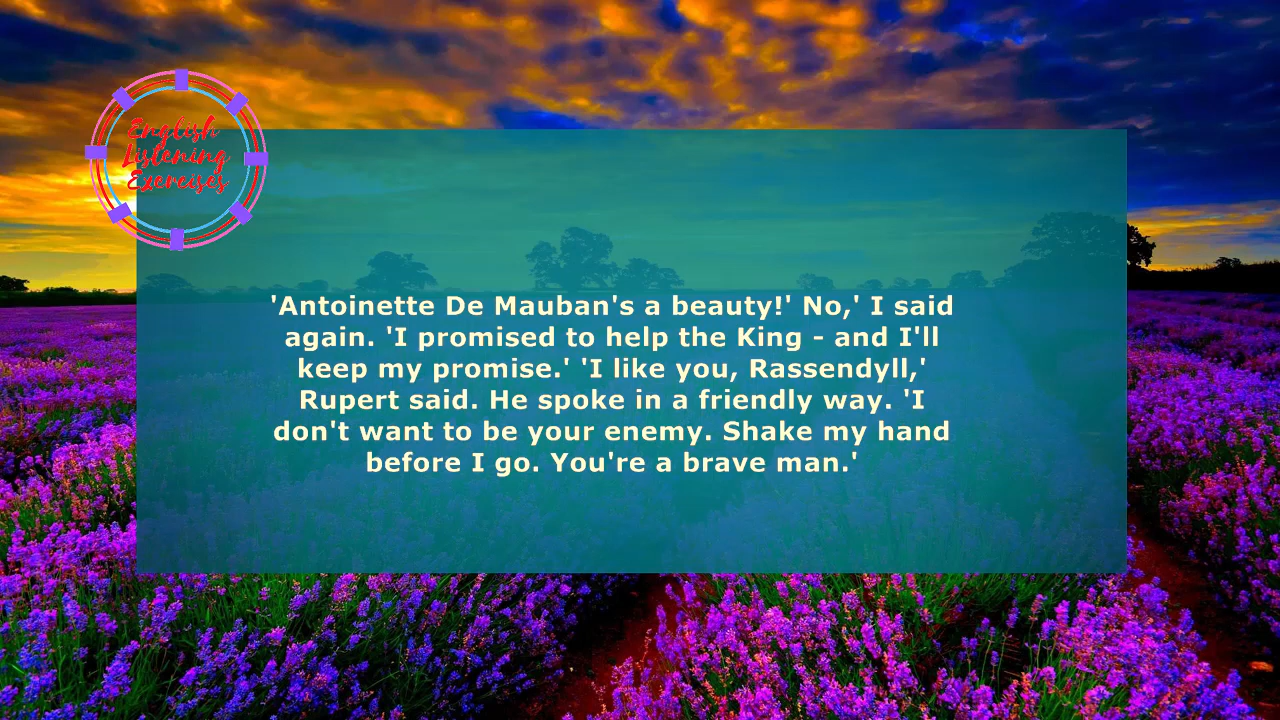 English
Listening
Exercises
'Antoinette De Mauban's a beauty!' No,' I said
again. 'I promised to help the King - and I'll
keep my promise.' 'I like you, Rassendyll,'
Rupert said. He spoke in a friendly way. 'I
don't want to be your enemy. Shake my hand
before I go. You're a brave man.'